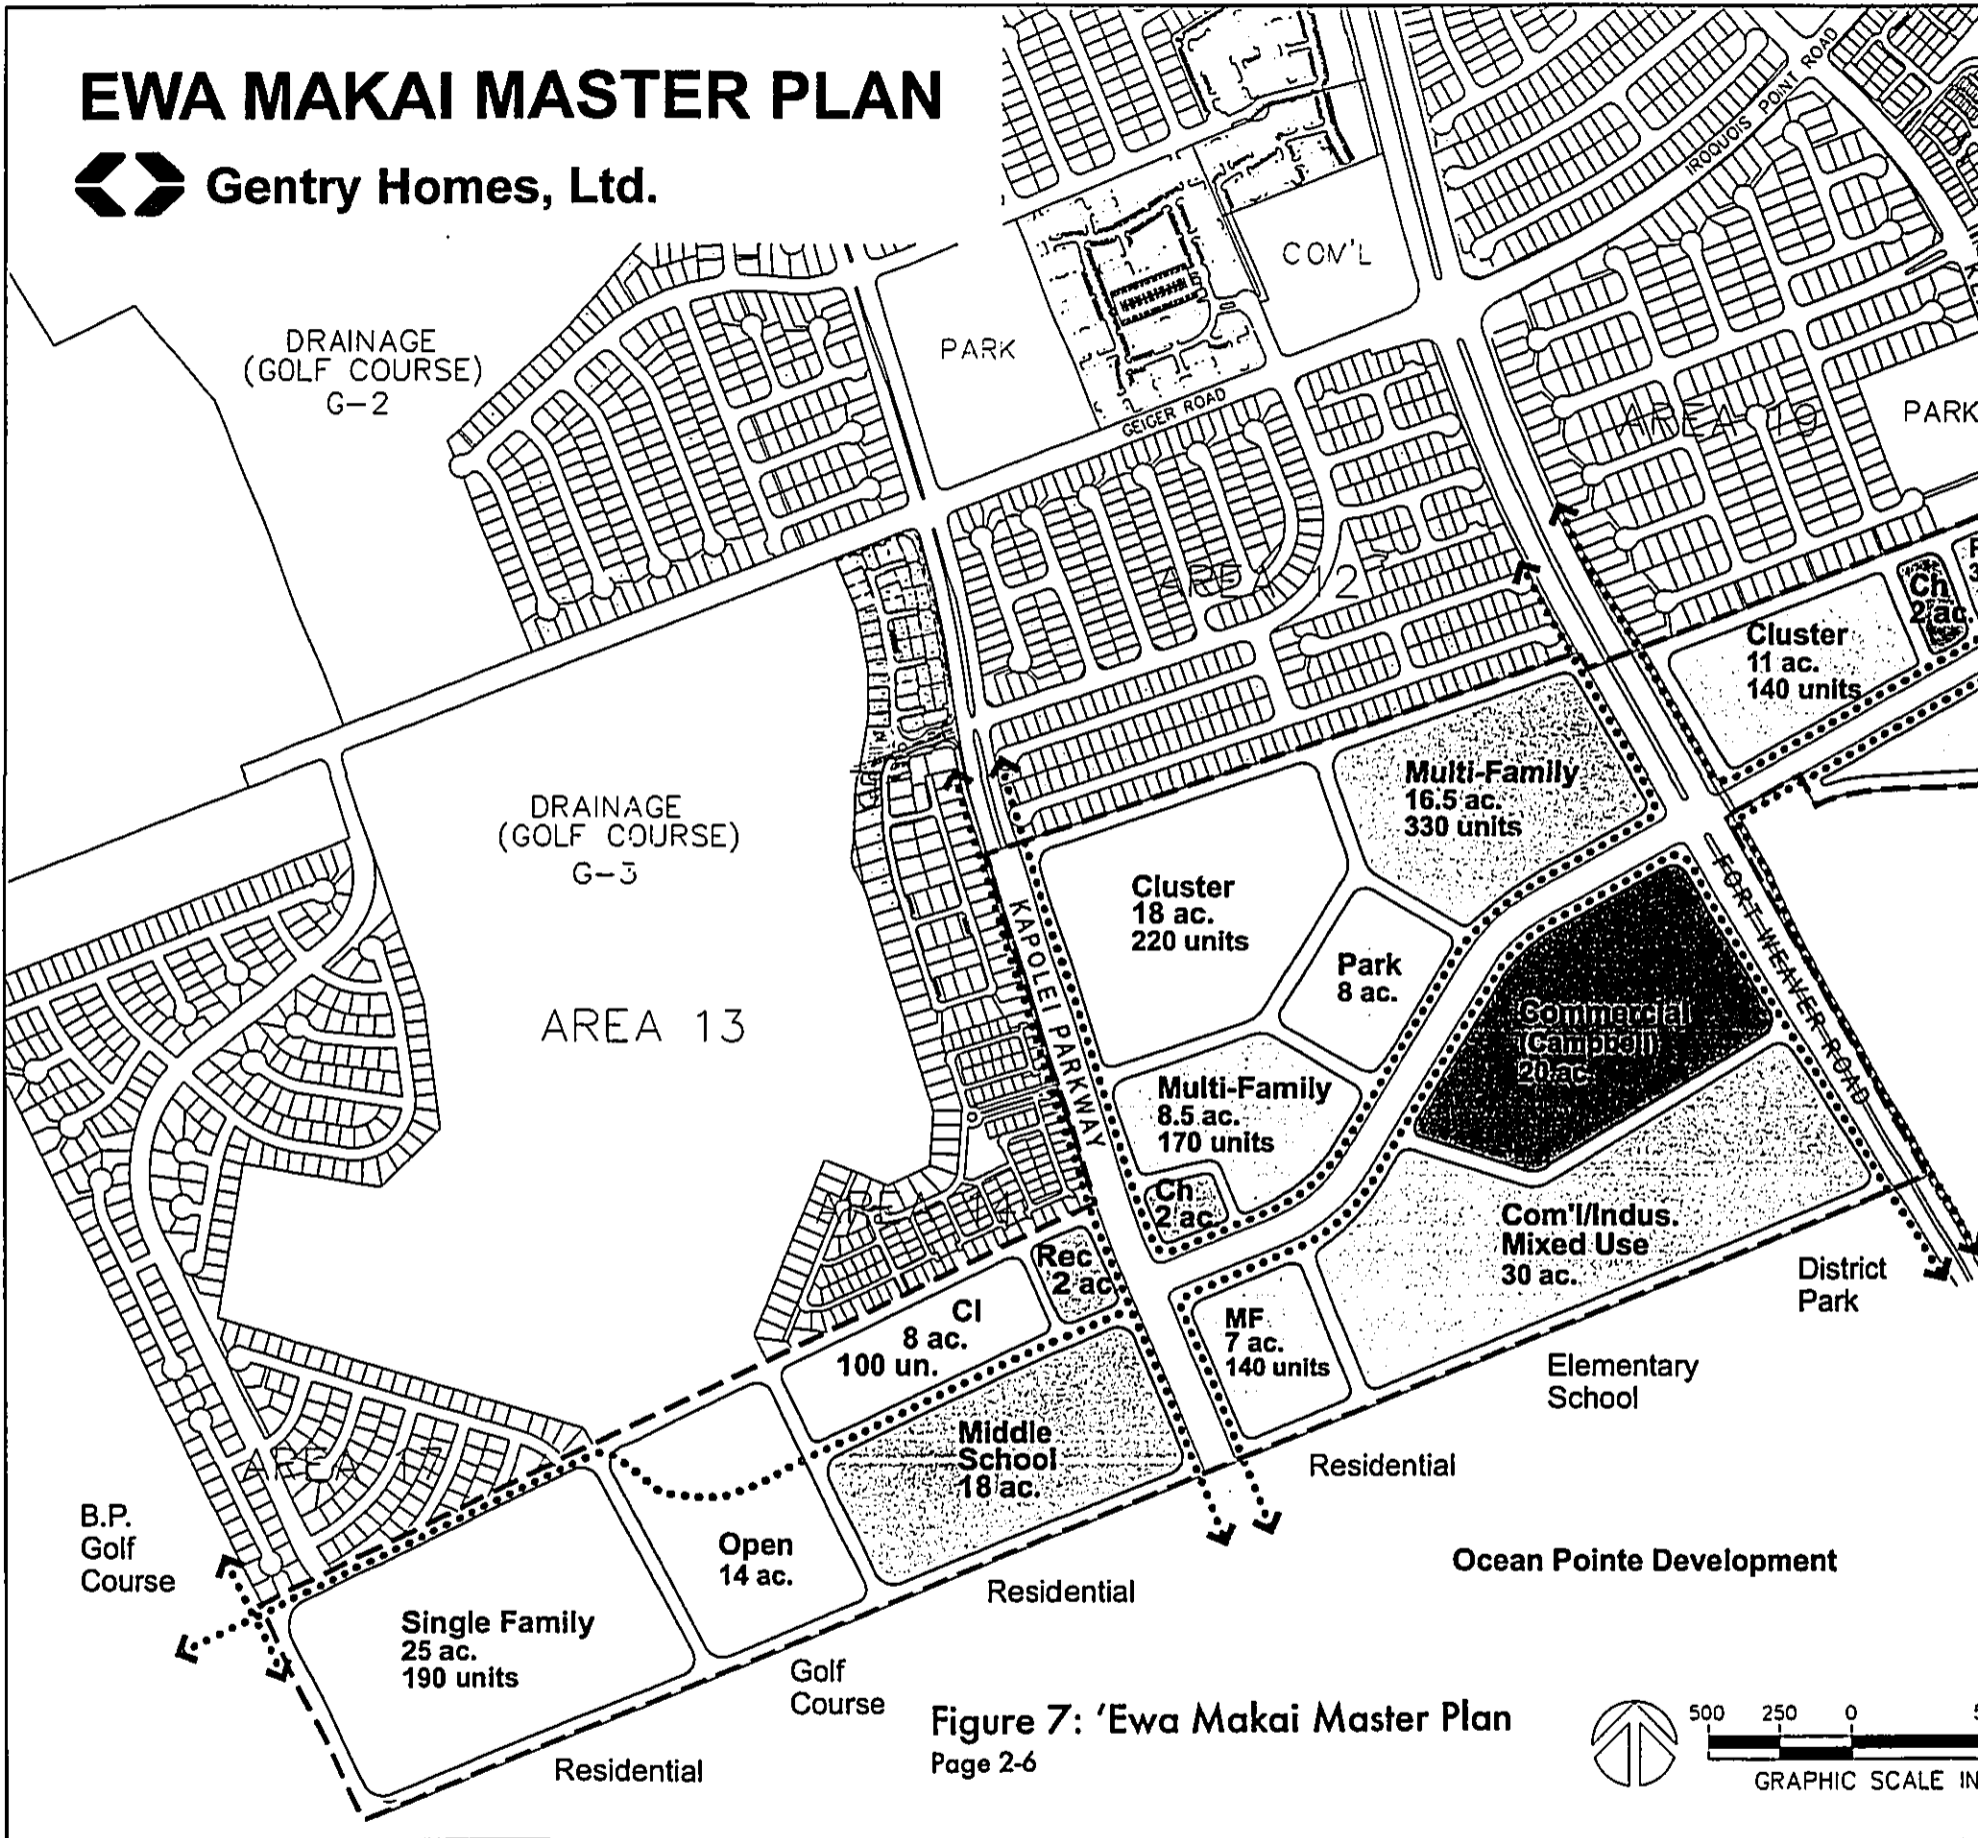 EWA MAKAI MASTER PLAN
Gentry Homes, Ltd.
IROQUOIS POINT ROAD
COM'L
DRAINAGE
(GOLF COURSE)
G-2
PARK
GEIGER ROAD
AREA 19
PARK
AREA 12
Ch
2 ac.
Cluster
11 ac.
140 units
Multi-Family
16.5 ac.
330 units
DRAINAGE
(GOLF COURSE)
G-3
Cluster
18 ac.
220 units
KAPOLEI PARKWAY
FORT WEAVER ROAD
Park
8 ac.
Commercial
(Campbell)
20 ac.
AREA 13
Multi-Family
8.5 ac.
170 units
Ch
2 ac.
Com'l/Indus.
Mixed Use
30 ac.
Rec
2 ac
District
Park
Cl
8 ac.
100 un.
MF
7 ac.
140 units
Elementary
School
Middle
School
18 ac.
Residential
B.P.
Golf
Course
Open
14 ac.
Ocean Pointe Development
Residential
Single Family
25 ac.
190 units
Golf
Course
Figure 7: 'Ewa Makai Master Plan
Page 2-6
Residential
500 250 0
GRAPHIC SCALE IN